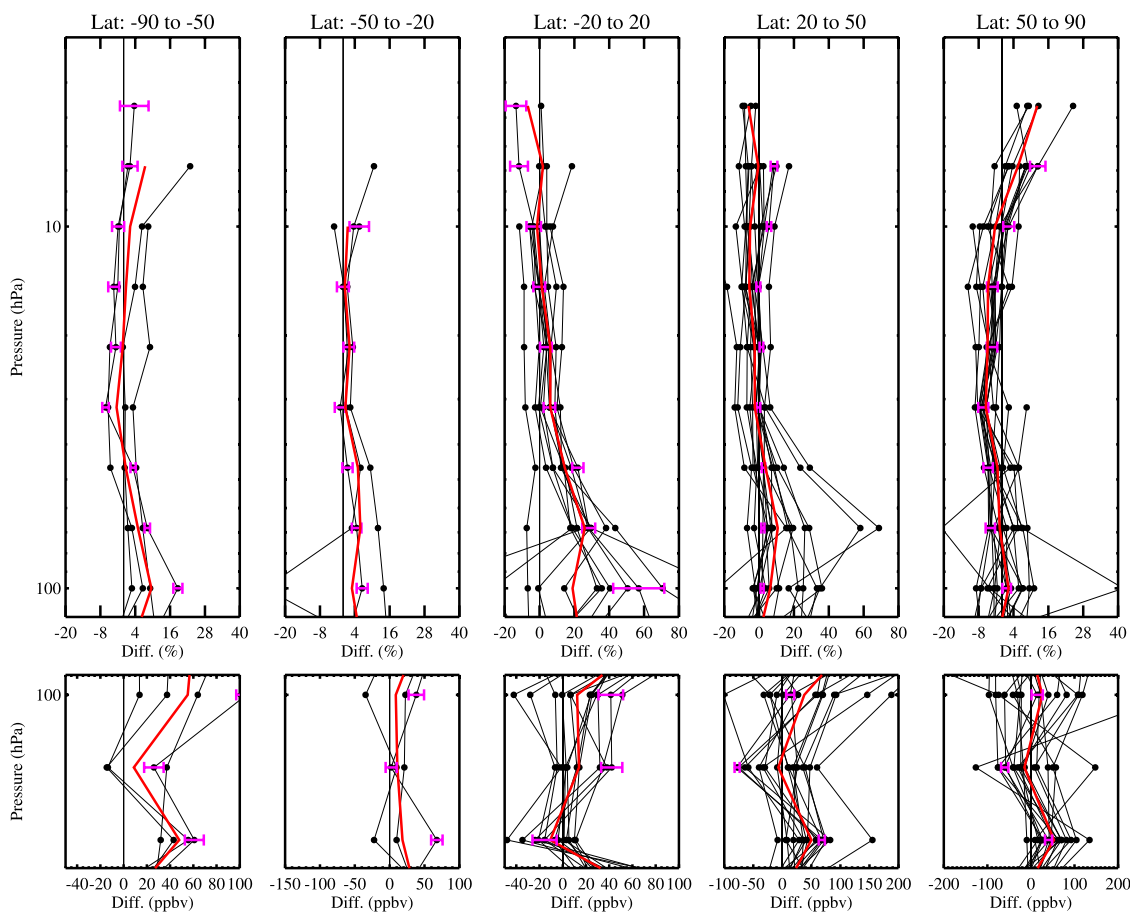 Lat: -90 to -50
Lat: -50 to -20
Lat: -20 to 20
Lat: 20 to 50
Lat: 50 to 90
Pressure (hPa)
10
100
-20 -8 4 16 28 40
-20 -8 4 16 28 40
-20 0 20 40 60 80
-20 0 20 40 60 80
-20 -8 4 16 28 40
Diff. (%)
Diff. (%)
Diff. (%)
Diff. (%)
Diff. (%)
Pressure (hPa)
100
-40 -20 0 20 40 60 80 100
-150 -100 -50 0 50 100
-40 -20 0 20 40 60 80
-100 -50 0 50 100 150 200
-200 -100 0 100 200
Diff. (ppbv)
Diff. (ppbv)
Diff. (ppbv)
Diff. (ppbv)
Diff. (ppbv)